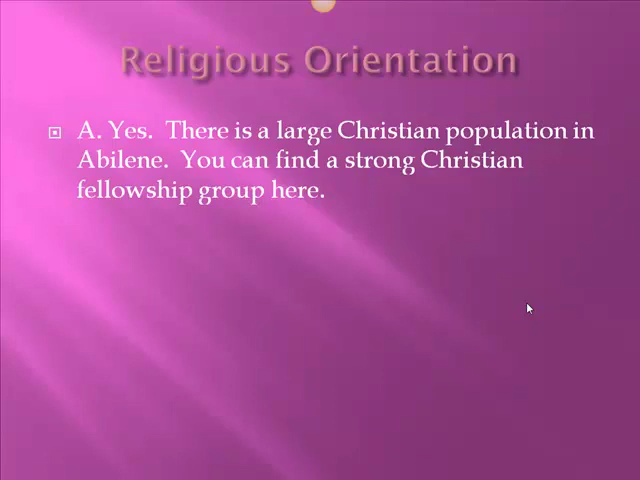 Religious Orientation
A. Yes.  There is a large Christian population in
Abilene.  You can find a strong Christian
fellowship group here.